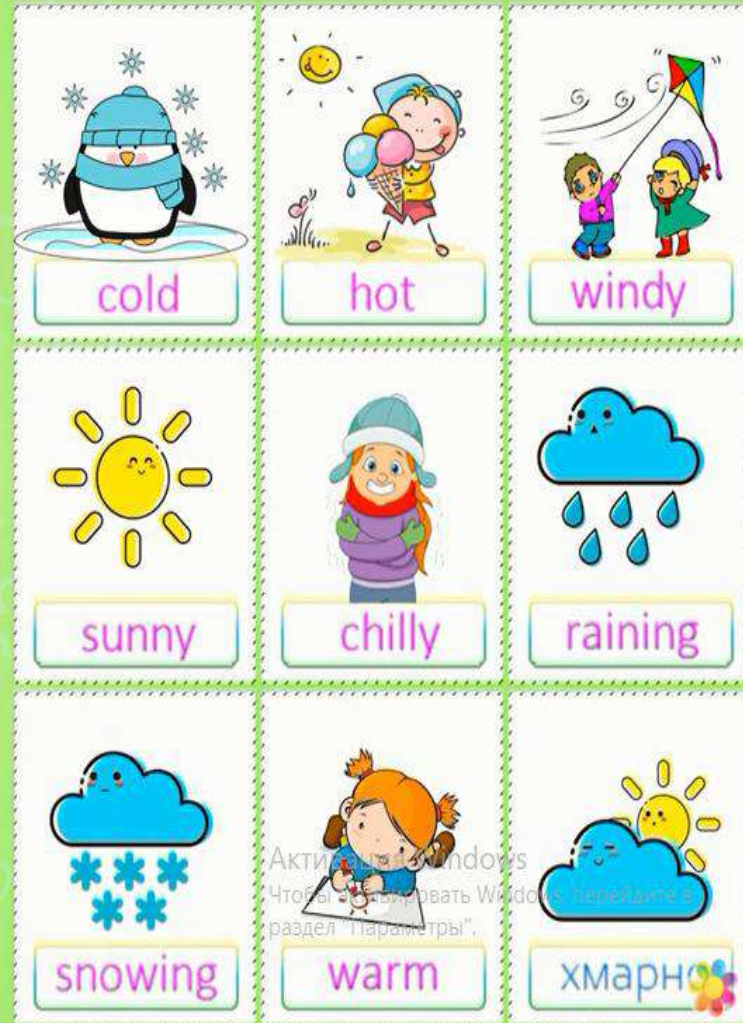 cold
hot
windy
sunny
chilly
raining
Активация Windows
Чтобы активировать Windows, перейдите в
раздел "Параметры".
snowing
warm
хмарно